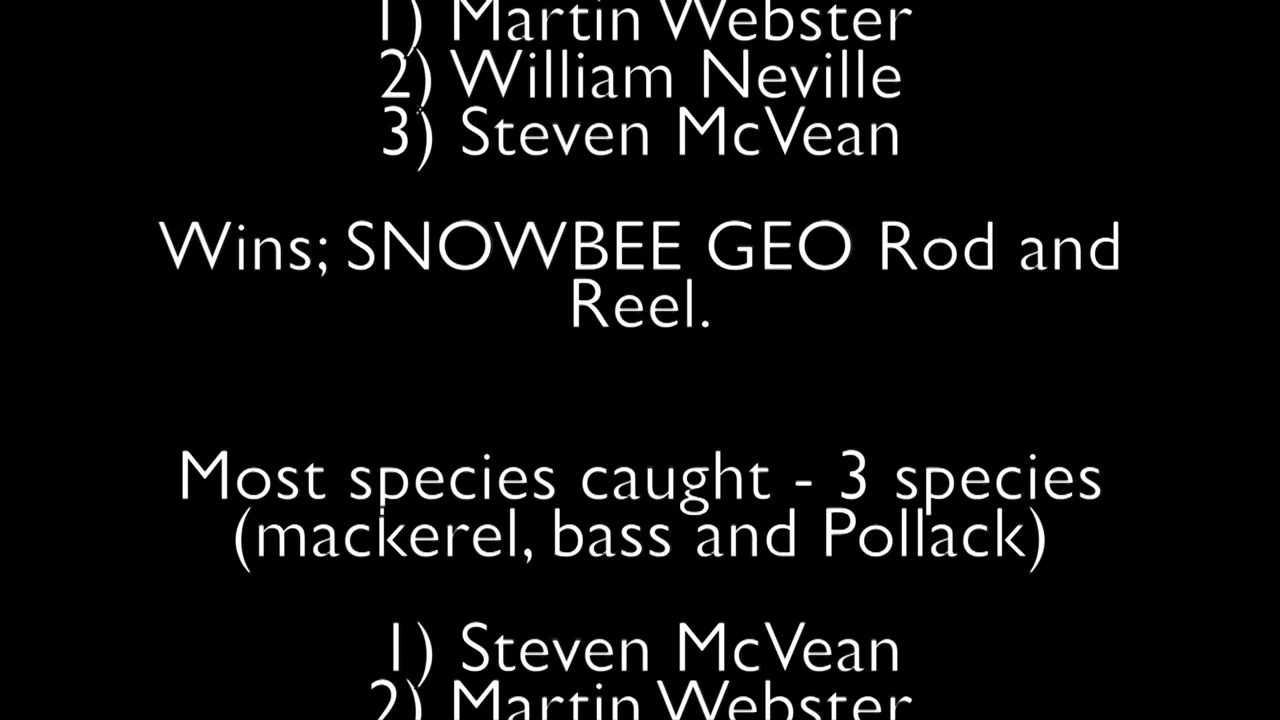 1) Martin Webster
2) William Neville
3) Steven McVean
Wins; SNOWBEE GEO Rod and
Reel.
Most species caught - 3 species
(mackerel, bass and Pollack)
1) Steven McVean
2) Martin Webster